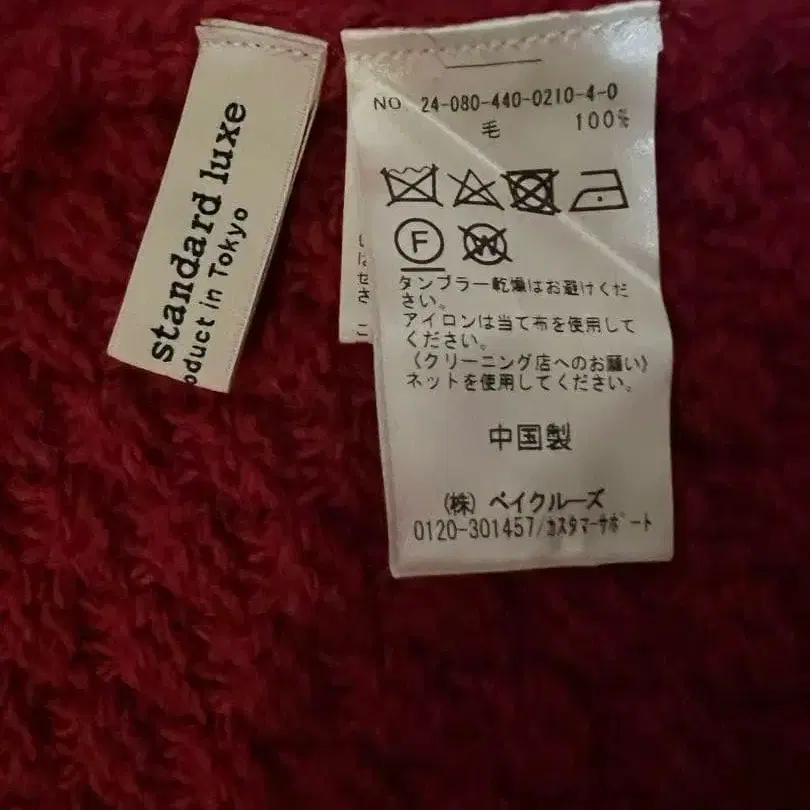 standard luxe
oduct in Tokyo
NO. 24-080-440-0210-4-0
毛 100%
F
W
タンブラー乾燥はお避けくだ
さい。
アイロンは当て布を使用して
ください。
《クリーニング店へのお願い》
ネットを使用してください。
中国製
(株) ベイクルーズ
0120-301457/カスタマーサポート